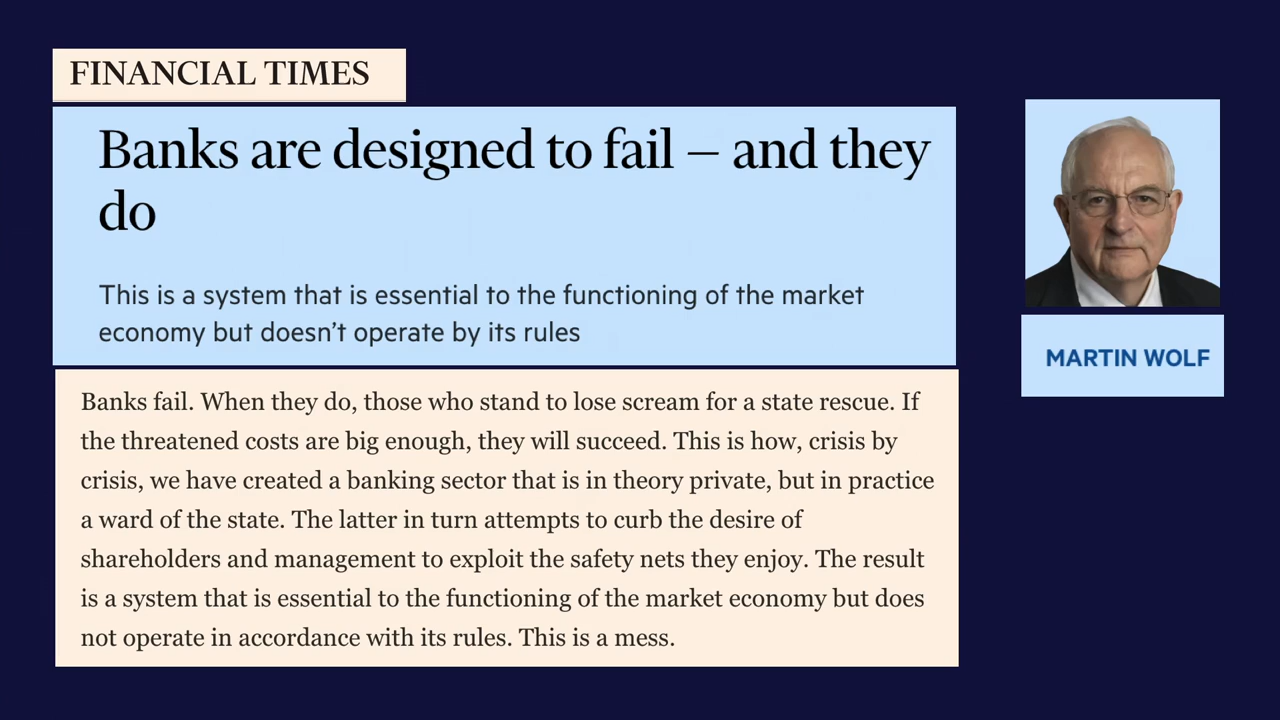 FINANCIAL TIMES
Banks are designed to fail – and they
do
This is a system that is essential to the functioning of the market
economy but doesn’t operate by its rules
MARTIN WOLF
Banks fail. When they do, those who stand to lose scream for a state rescue. If
the threatened costs are big enough, they will succeed. This is how, crisis by
crisis, we have created a banking sector that is in theory private, but in practice
a ward of the state. The latter in turn attempts to curb the desire of
shareholders and management to exploit the safety nets they enjoy. The result
is a system that is essential to the functioning of the market economy but does
not operate in accordance with its rules. This is a mess.